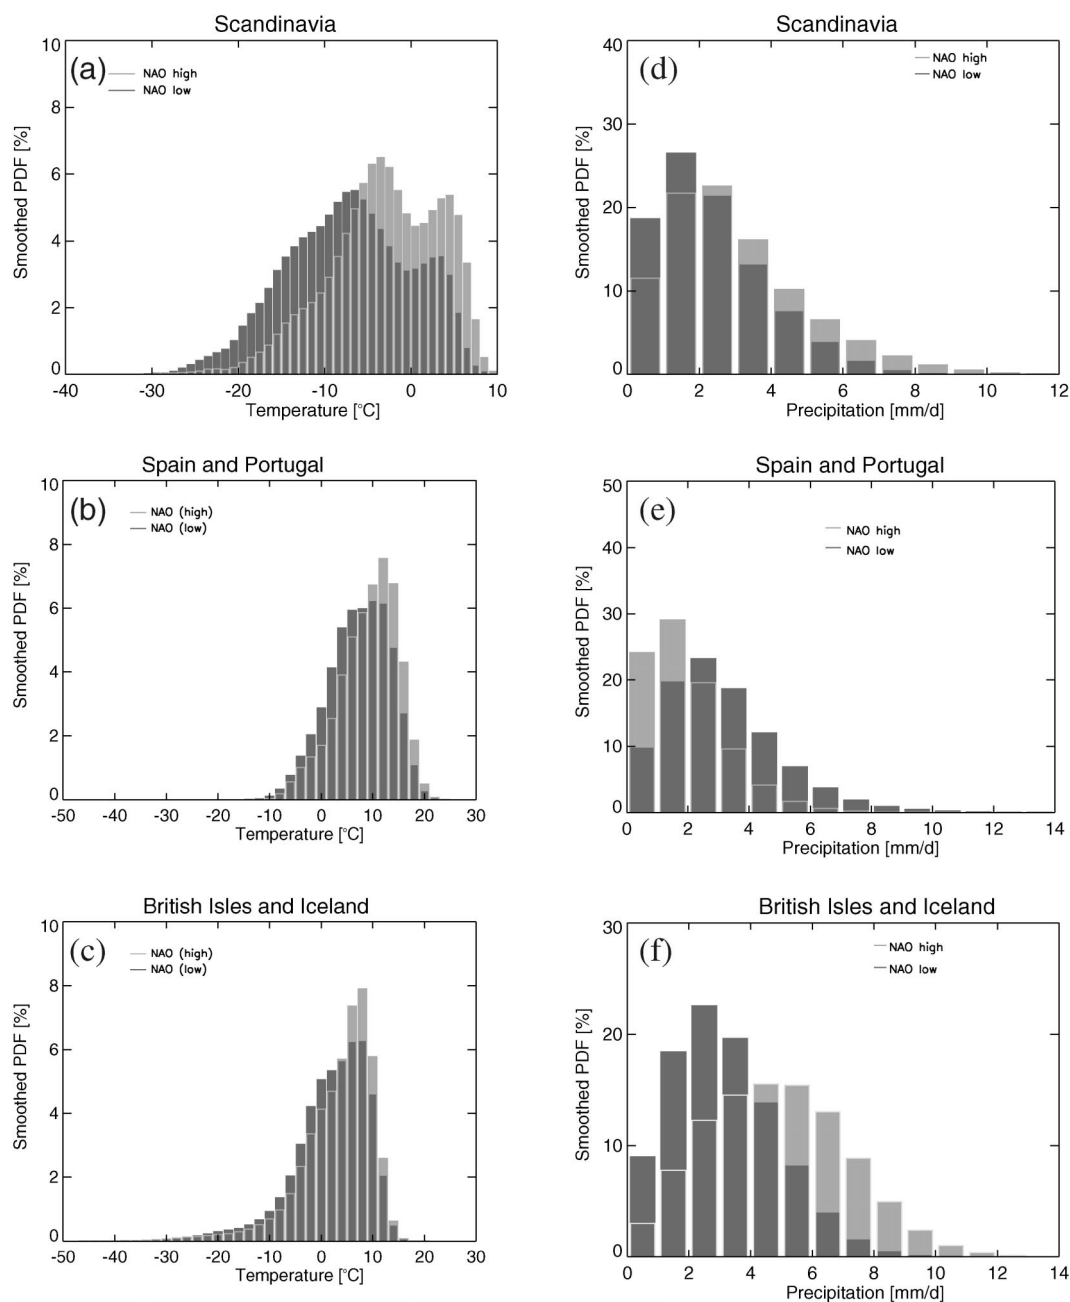 Scandinavia
(a)
NAO high
NAO low
Smoothed PDF [%]
10
8
6
4
2
0
-40 -30 -20 -10 0 10
Temperature [°C]
Scandinavia
(d)
NAO high
NAO low
Smoothed PDF [%]
40
30
20
10
0
0 2 4 6 8 10 12
Precipitation [mm/d]
Spain and Portugal
(b)
NAO (high)
NAO (low)
Smoothed PDF [%]
10
8
6
4
2
0
-50 -40 -30 -20 -10 0 10 20 30
Temperature [°C]
Spain and Portugal
(e)
NAO high
NAO low
Smoothed PDF [%]
50
40
30
20
10
0
0 2 4 6 8 10 12 14
Precipitation [mm/d]
British Isles and Iceland
(c)
NAO (high)
NAO (low)
Smoothed PDF [%]
10
8
6
4
2
0
-50 -40 -30 -20 -10 0 10 20 30
Temperature [°C]
British Isles and Iceland
(f)
NAO high
NAO low
Smoothed PDF [%]
30
20
10
0
0 2 4 6 8 10 12 14
Precipitation [mm/d]